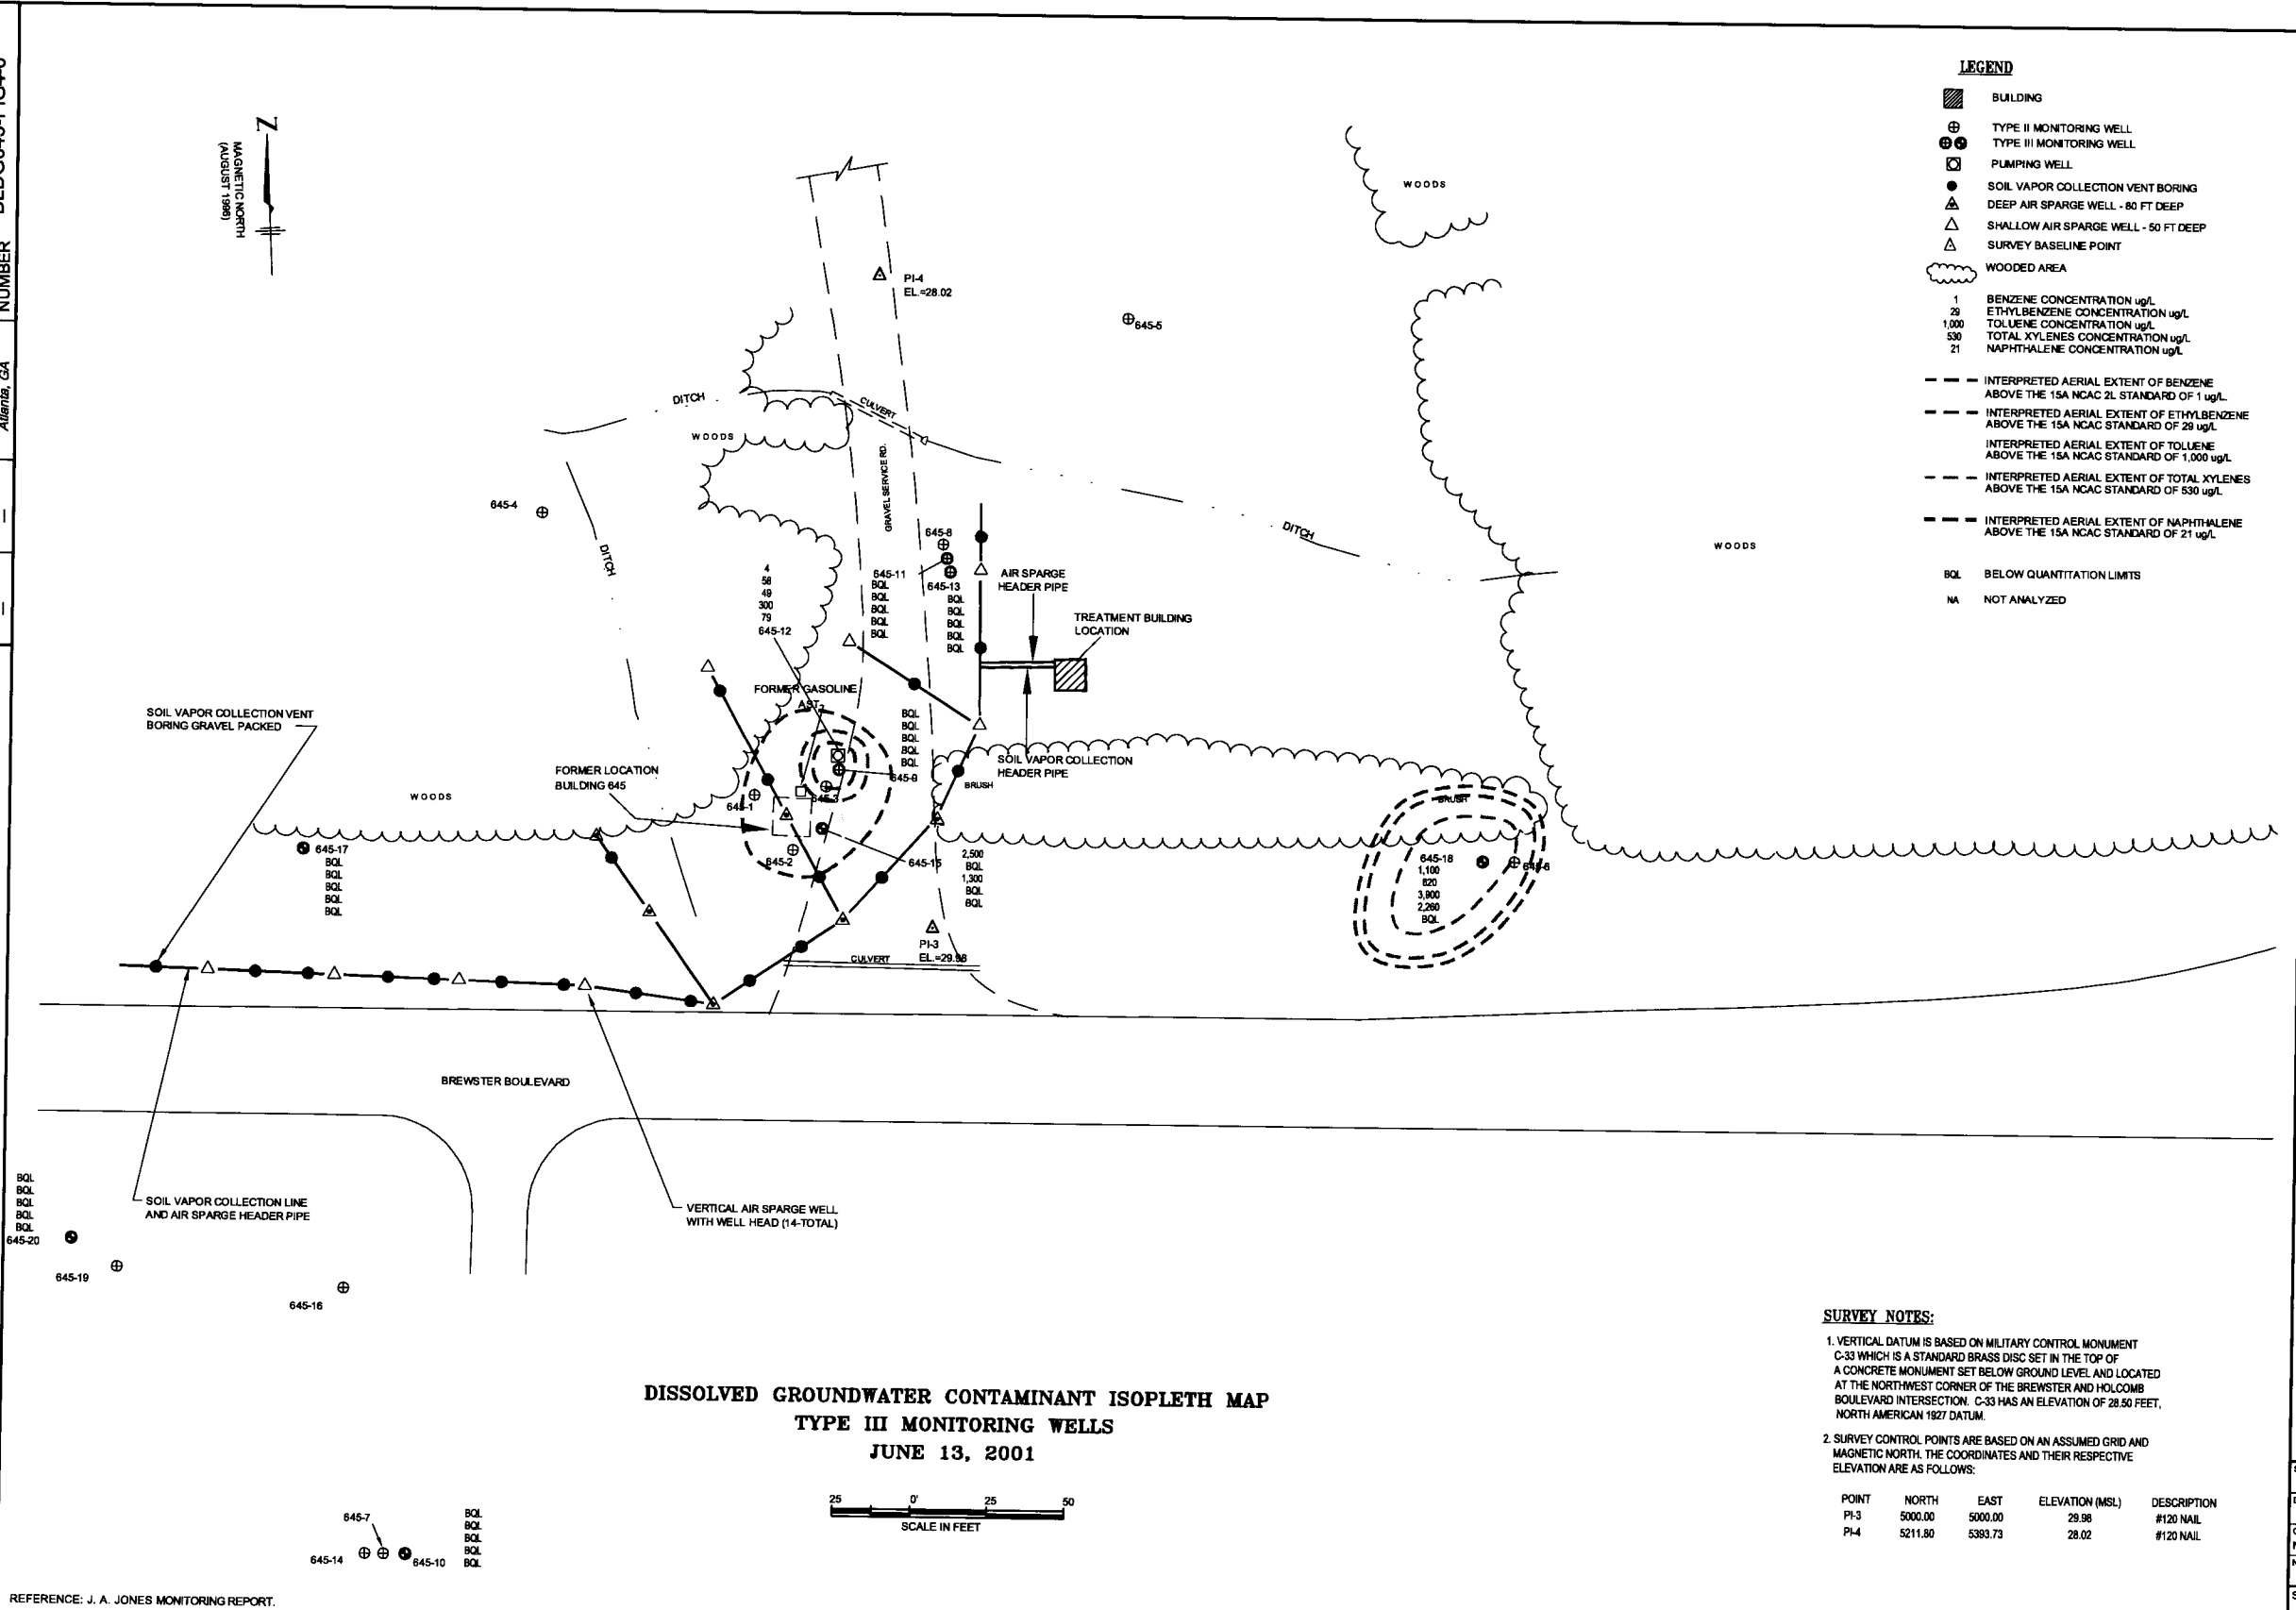 NUMBER
Atlanta, GA
Z
MAGNETIC NORTH
(AUGUST 1996)
LEGEND
BUILDING
TYPE II MONITORING WELL
TYPE III MONITORING WELL
PUMPING WELL
SOIL VAPOR COLLECTION VENT BORING
DEEP AIR SPARGE WELL - 80 FT DEEP
SHALLOW AIR SPARGE WELL - 50 FT DEEP
SURVEY BASELINE POINT
WOODED AREA
1 BENZENE CONCENTRATION ug/L
29 ETHYLBENZENE CONCENTRATION ug/L
1,000 TOLUENE CONCENTRATION ug/L
530 TOTAL XYLENES CONCENTRATION ug/L
21 NAPHTHALENE CONCENTRATION ug/L
INTERPRETED AERIAL EXTENT OF BENZENE
ABOVE THE 15A NCAC 2L STANDARD OF 1 ug/L.
INTERPRETED AERIAL EXTENT OF ETHYLBENZENE
ABOVE THE 15A NCAC STANDARD OF 29 ug/L
INTERPRETED AERIAL EXTENT OF TOLUENE
ABOVE THE 15A NCAC STANDARD OF 1,000 ug/L
INTERPRETED AERIAL EXTENT OF TOTAL XYLENES
ABOVE THE 15A NCAC STANDARD OF 530 ug/L
INTERPRETED AERIAL EXTENT OF NAPHTHALENE
ABOVE THE 15A NCAC STANDARD OF 21 ug/L
BQL BELOW QUANTITATION LIMITS
NA NOT ANALYZED
WOODS
PI-4
EL.=28.02
645-5
DITCH
CULVERT
WOODS
GRAVEL SERVICE RD.
645-4
DITCH
DITCH
WOODS
645-8
645-11
BQL
BQL
BQL
BQL
BQL
645-13
BQL
BQL
BQL
BQL
BQL
AIR SPARGE
HEADER PIPE
TREATMENT BUILDING
LOCATION
4
58
49
300
79
645-12
FORMER GASOLINE
AST
SOIL VAPOR COLLECTION VENT
BORING GRAVEL PACKED
BQL
BQL
BQL
BQL
BQL
645-9
SOIL VAPOR COLLECTION
HEADER PIPE
BRUSH
FORMER LOCATION
BUILDING 645
WOODS
645-1
645-3
645-2
645-15
2,500
BQL
1,300
BQL
BQL
645-17
BQL
BQL
BQL
BQL
BQL
BRUSH
645-18
1,100
620
3,900
2,260
BQL
645-6
PI-3
EL.=29.98
CULVERT
BREWSTER BOULEVARD
SOIL VAPOR COLLECTION LINE
AND AIR SPARGE HEADER PIPE
VERTICAL AIR SPARGE WELL
WITH WELL HEAD (14-TOTAL)
BQL
BQL
BQL
BQL
BQL
645-20
645-19
645-16
DISSOLVED GROUNDWATER CONTAMINANT ISOPLETH MAP
TYPE III MONITORING WELLS
JUNE 13, 2001
25 0' 25 50
SCALE IN FEET
645-7
645-14
645-10
BQL
BQL
BQL
BQL
BQL
REFERENCE: J. A. JONES MONITORING REPORT.
SURVEY NOTES:
1. VERTICAL DATUM IS BASED ON MILITARY CONTROL MONUMENT
C-33 WHICH IS A STANDARD BRASS DISC SET IN THE TOP OF
A CONCRETE MONUMENT SET BELOW GROUND LEVEL AND LOCATED
AT THE NORTHWEST CORNER OF THE BREWSTER AND HOLCOMB
BOULEVARD INTERSECTION. C-33 HAS AN ELEVATION OF 28.50 FEET,
NORTH AMERICAN 1927 DATUM.
2. SURVEY CONTROL POINTS ARE BASED ON AN ASSUMED GRID AND
MAGNETIC NORTH. THE COORDINATES AND THEIR RESPECTIVE
ELEVATION ARE AS FOLLOWS:
POINT NORTH EAST ELEVATION (MSL) DESCRIPTION
PI-3 5000.00 5000.00 29.98 #120 NAIL
PI-4 5211.80 5393.73 28.02 #120 NAIL